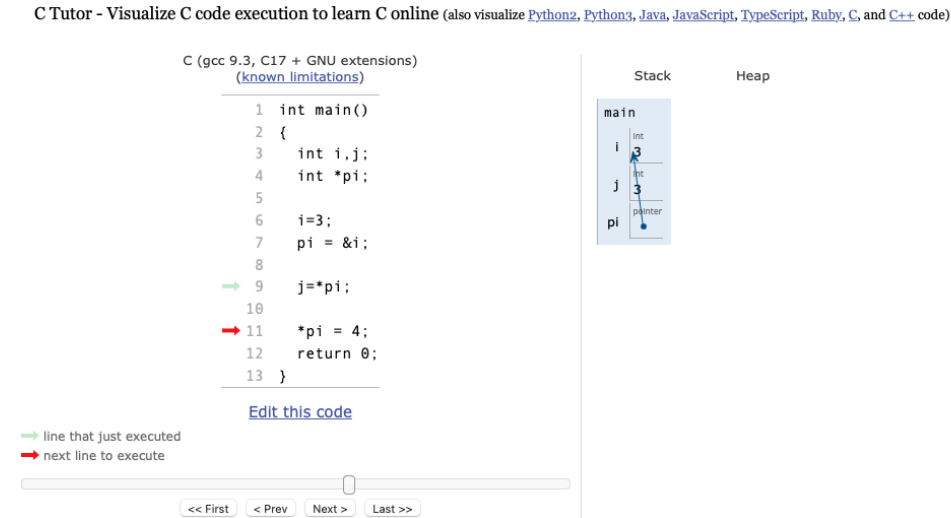 C Tutor - Visualize C code execution to learn C online (also visualize Python2, Python3, Java, JavaScript, TypeScript, Ruby, C, and C++ code)
C (gcc 9.3, C17 + GNU extensions)
(known limitations)
1 int main()
2 {
3   int i,j;
4   int *pi;
5
6   i=3;
7   pi = &i;
8
9   j=*pi;
10
11   *pi = 4;
12   return 0;
13 }
Edit this code
line that just executed
next line to execute
<< First
< Prev
Next >
Last >>
Stack
Heap
main
int
i 3
int
j 3
pointer
pi